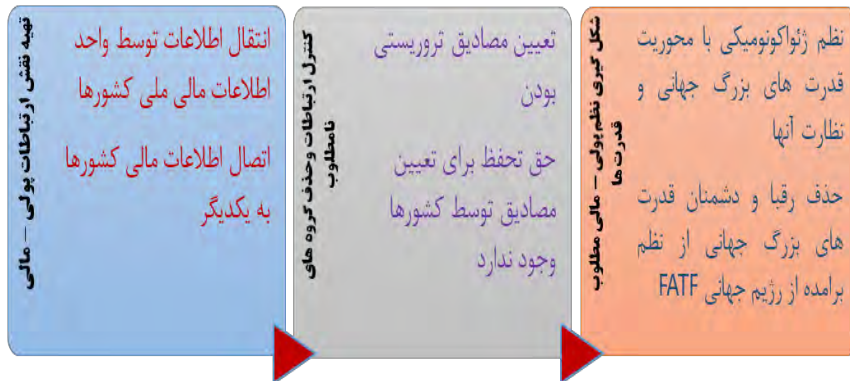 تهیه نقش ارتباطات پولی – مالی
انتقال اطلاعات توسط واحد
اطلاعات مالی ملی کشورها
اتصال اطلاعات مالی کشورها
به یکدیگر
کنترل ارتباطات وحذف گروه های
نامطلوب
تعیین مصادیق تروریستی
بودن
حق تحفظ برای تعیین
مصادیق توسط کشورها
وجود ندارد
شکل گیری نظم پولی – مالی مطلوب
قدرت ها
نظم ژئواکونومیکی با محوریت
قدرت های بزرگ جهانی و
نظارت آنها
حذف رقبا و دشمنان قدرت
های بزرگ جهانی از نظم
برامده از رژیم جهانی FATF